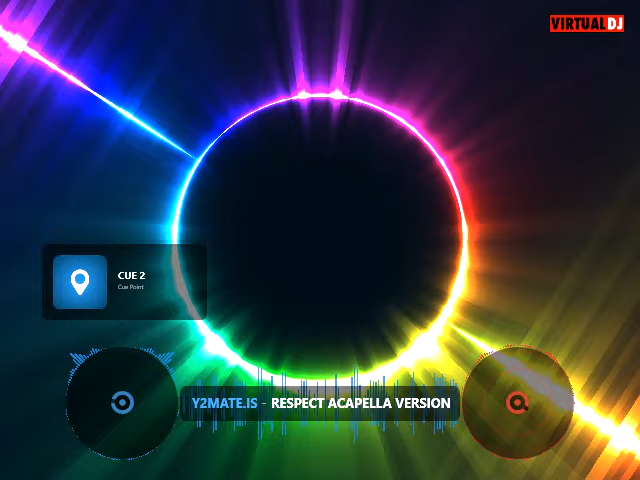 VIRTUALDJ
CUE 2
Cue Point
Y2MATE.IS - RESPECT ACAPELLA VERSION